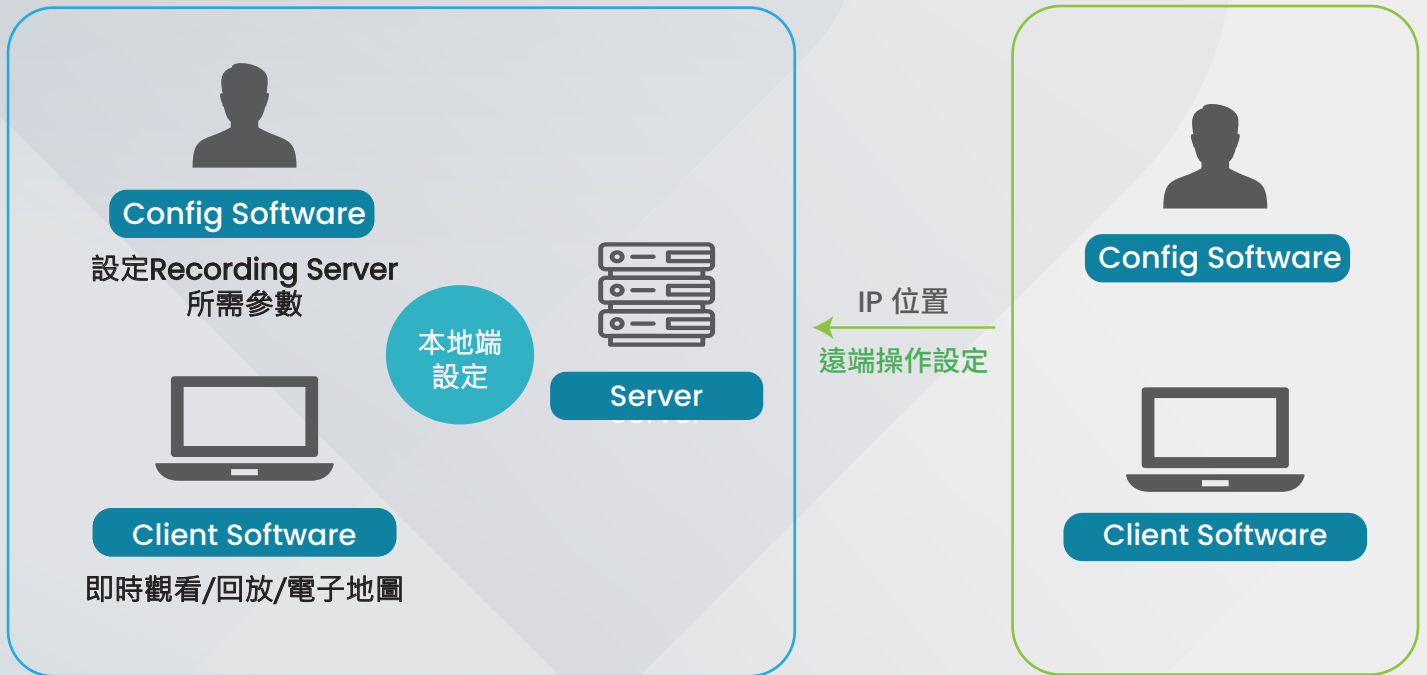 Config Software
設定Recording Server
所需參數
Client Software
即時觀看/回放/電子地圖
本地端
設定
Server
IP 位置
遠端操作設定
Config Software
Client Software